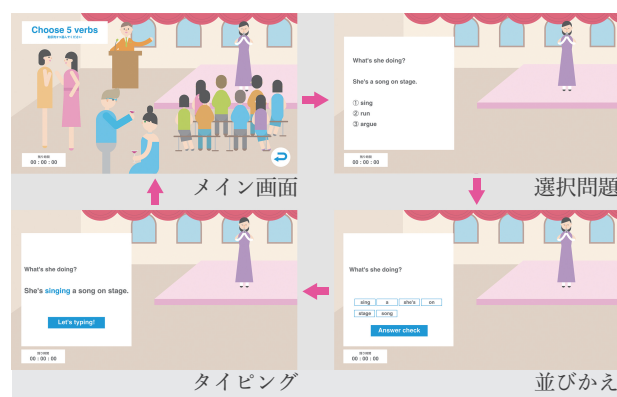 Choose 5 verbs
00 : 00 : 00
メイン画面
What's she doing?
She's a song on stage.
① sing
② run
③ argue
00 : 00 : 00
選択問題
What's she doing?
sing a she's on
stage song
Answer check
00 : 00 : 00
並びかえ
What's she doing?
She's singing a song on stage.
Let's typing!
00 : 00 : 00
タイピング